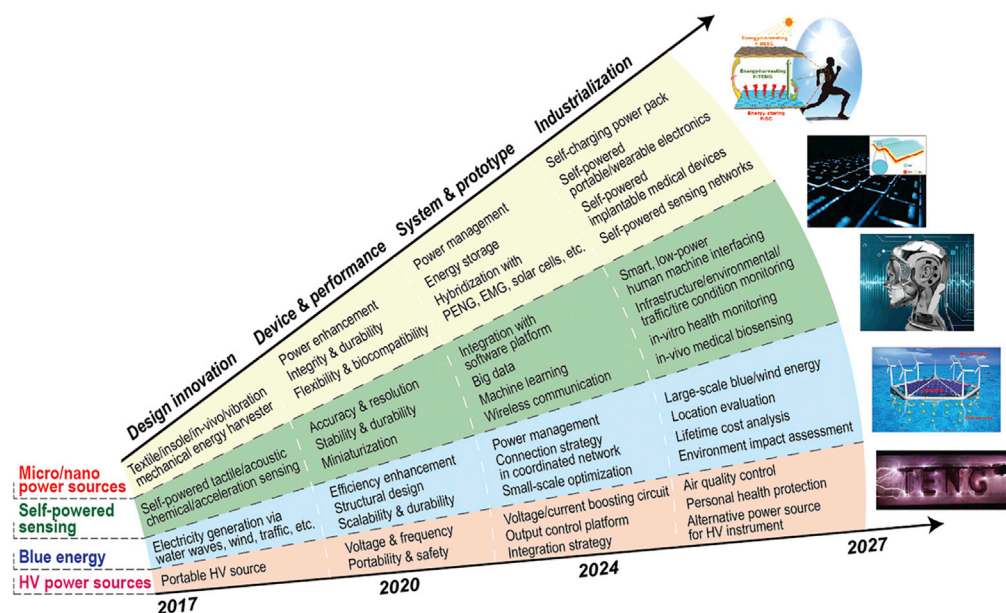 Design innovation
Device & performance
System & prototype
Industrialization
Micro/nano
power sources
Textile/insole/in-vivo/vibration
mechanical energy harvester
Power enhancement
Integrity & durability
Flexibility & biocompatibility
Power management
Energy storage
Hybridization with
PENG, EMG, solar cells, etc.
Self-charging power pack
Self-powered
portable/wearable electronics
Self-powered
implantable medical devices
Self-powered sensing networks
Self-powered
sensing
Self-powered tactile/acoustic
chemical/acceleration sensing
Accuracy & resolution
Stability & durability
Miniaturization
Integration with
software platform
Big data
Machine learning
Wireless communication
Smart, low-power
human machine interfacing
Infrastructure/environmental/
traffic/tire condition monitoring
in-vitro health monitoring
in-vivo medical biosensing
Blue energy
Electricity generation via
water waves, wind, traffic, etc.
Efficiency enhancement
Structural design
Scalability & durability
Power management
Connection strategy
in coordinated network
Small-scale optimization
Large-scale blue/wind energy
Location evaluation
Lifetime cost analysis
Environment impact assessment
HV power sources
Portable HV source
Voltage & frequency
Portability & safety
Voltage/current boosting circuit
Output control platform
Integration strategy
Air quality control
Personal health protection
Alternative power source
for HV instrument
2017
2020
2024
2027
Energy-harvesting
Energy-harvesting
F-TENG
Energy-storing
TENG